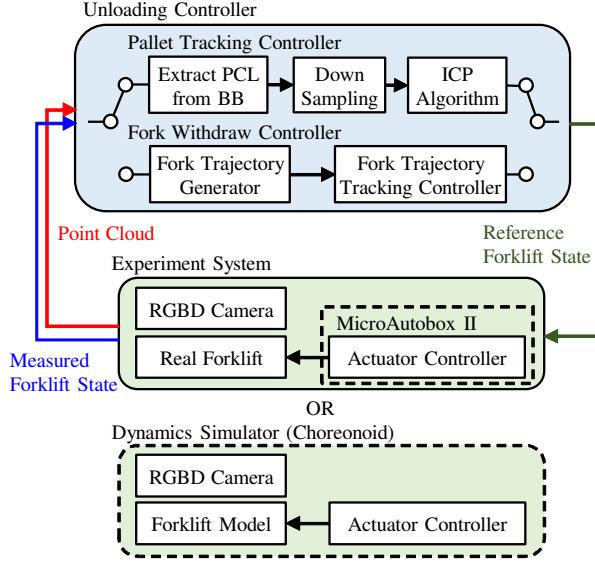 Unloading Controller
Pallet Tracking Controller
Extract PCL
from BB
Down
Sampling
ICP
Algorithm
Fork Withdraw Controller
Fork Trajectory
Generator
Fork Trajectory
Tracking Controller
Point Cloud
Reference
Forklift State
Experiment System
RGBD Camera
MicroAutobox II
Real Forklift
Actuator Controller
Measured
Forklift State
OR
Dynamics Simulator (Choreonoid)
RGBD Camera
Forklift Model
Actuator Controller